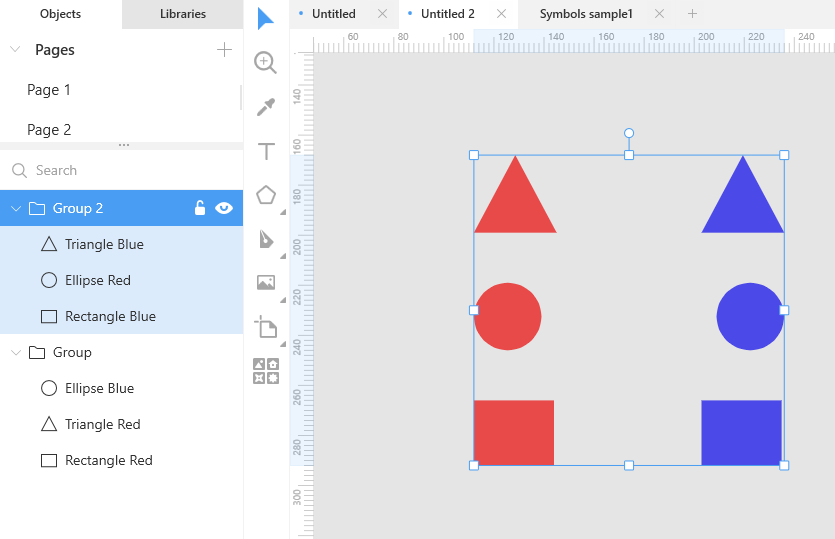 Objects
Libraries
Untitled
Untitled 2
Symbols sample1
Pages
Page 1
Page 2
Search
Group 2
Triangle Blue
Ellipse Red
Rectangle Blue
Group
Ellipse Blue
Triangle Red
Rectangle Red
60
80
100
120
140
160
180
200
220
240
140
160
180
200
220
240
260
280
300